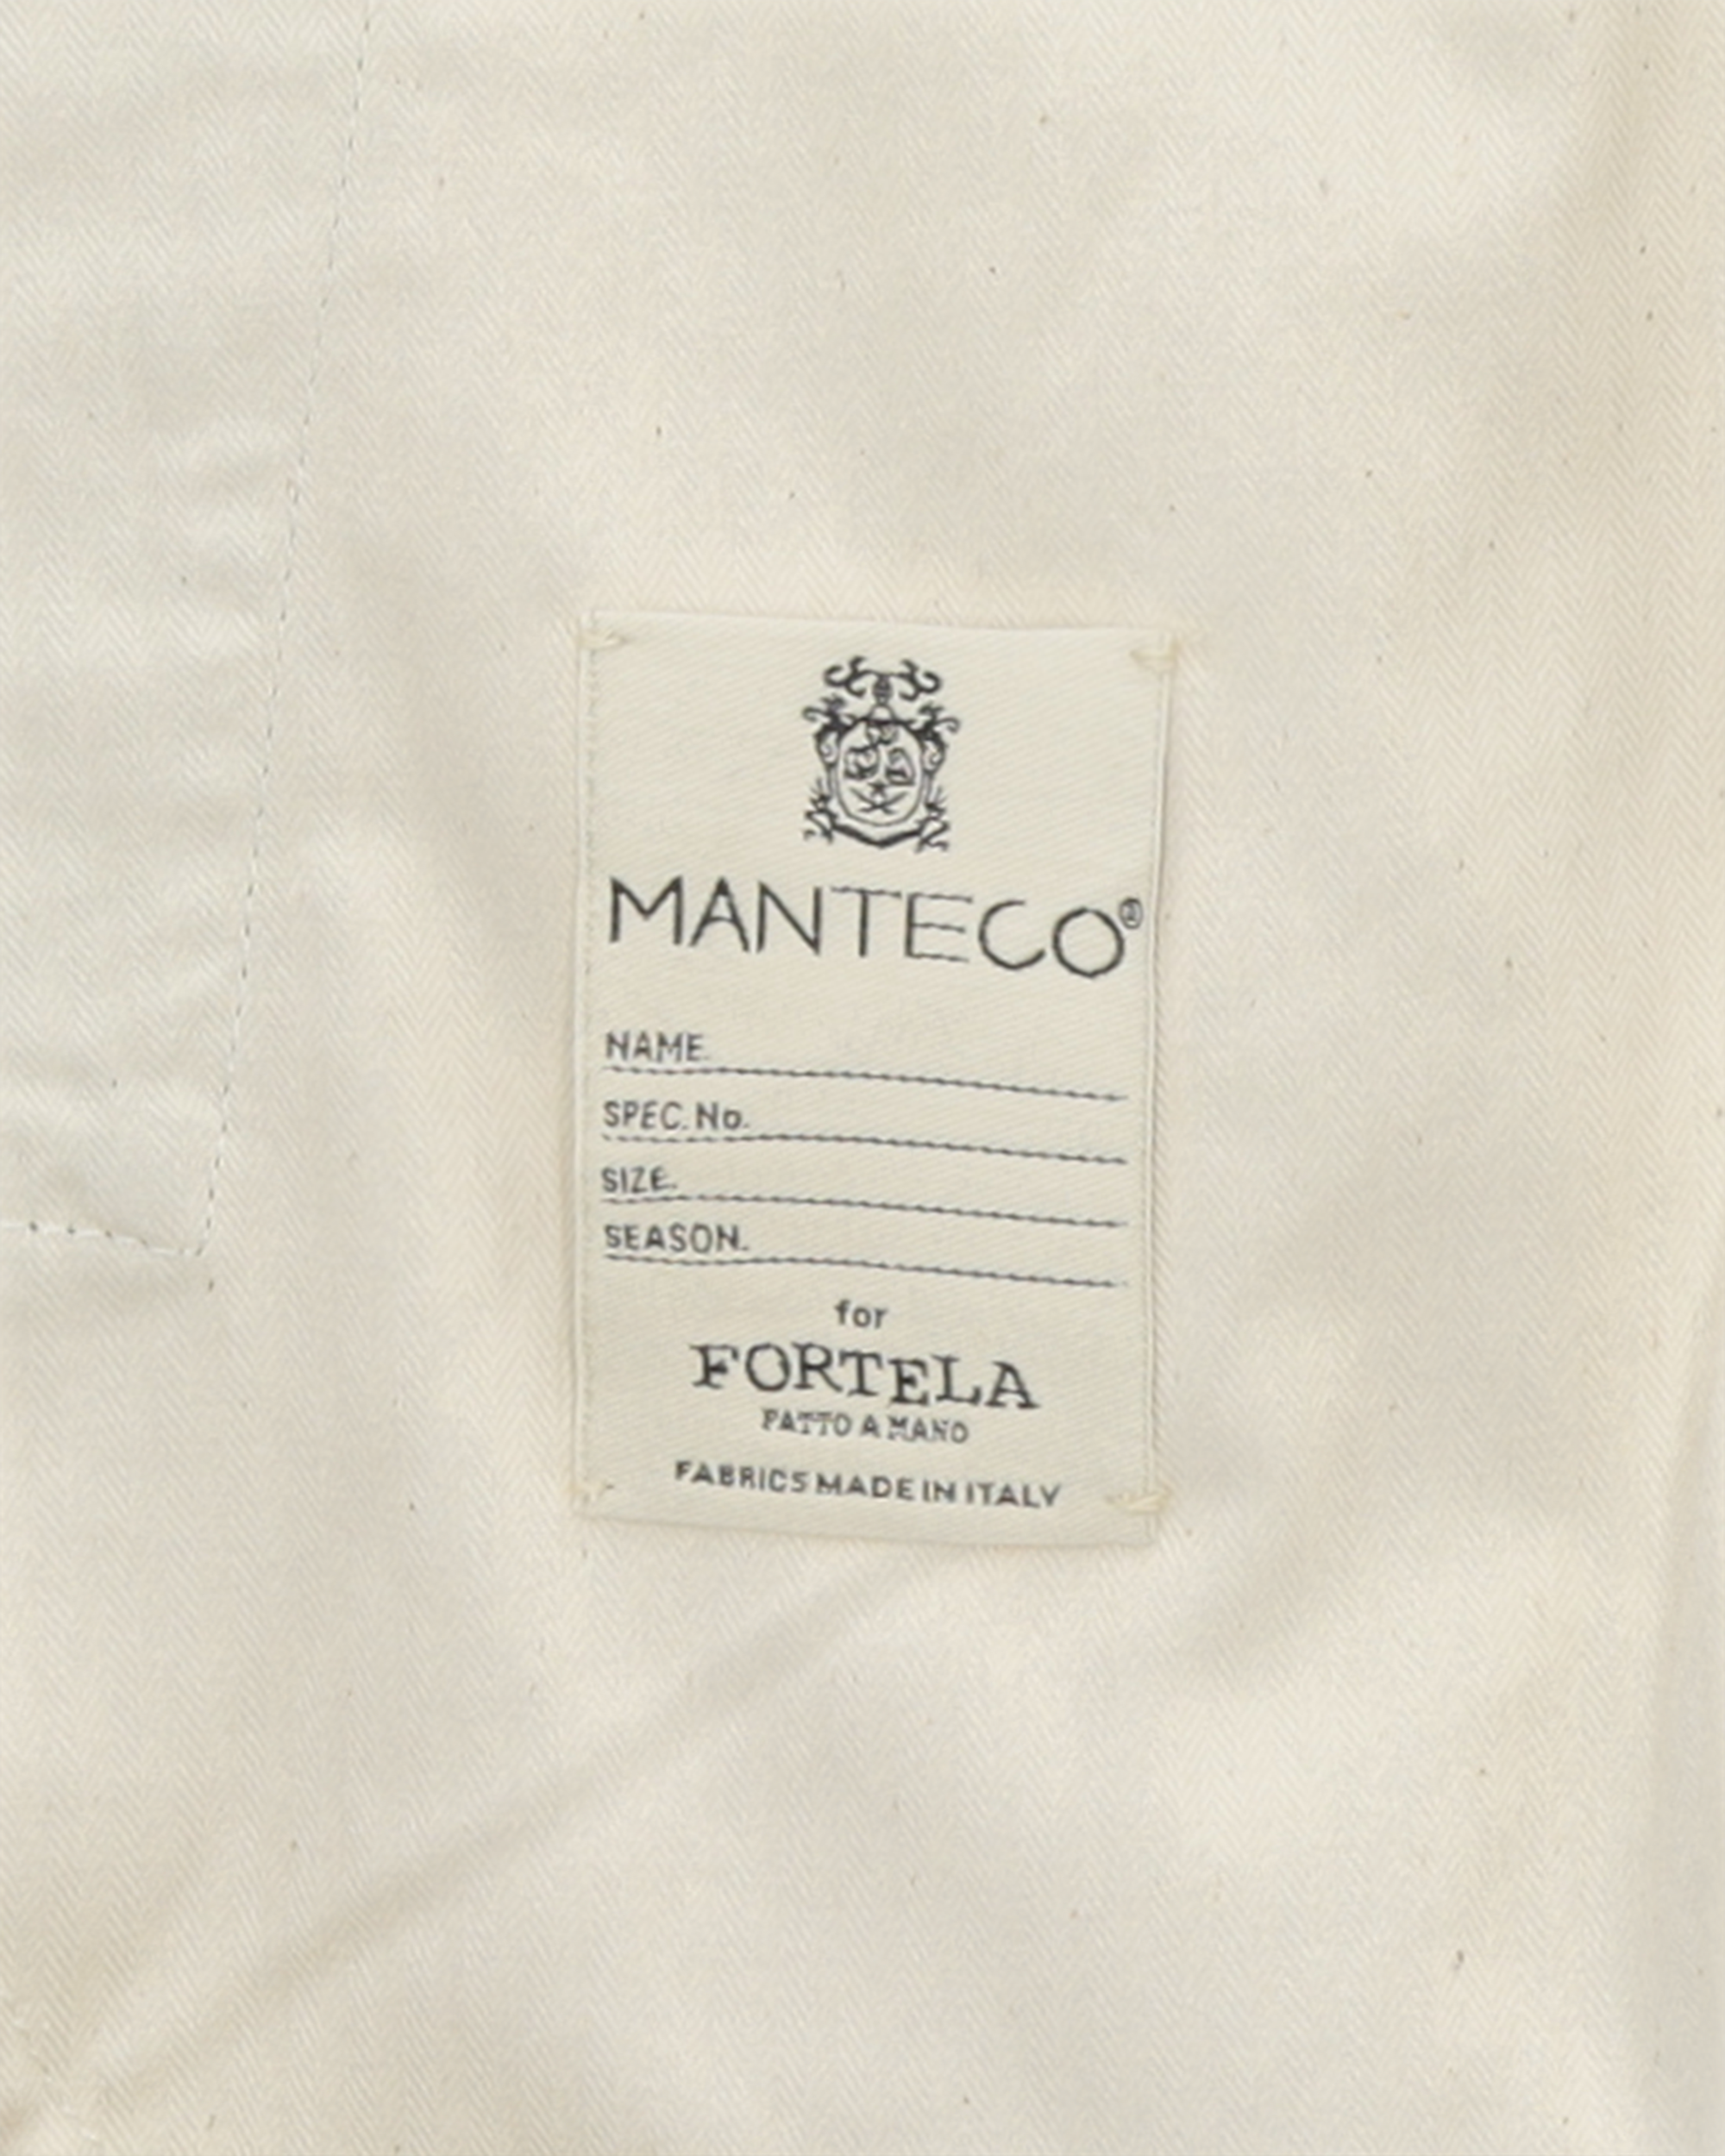 MANTECO®
NAME.
SPEC. No.
SIZE.
SEASON.
for
FORTELA
FATTO A MANO
FABRICS MADE IN ITALY